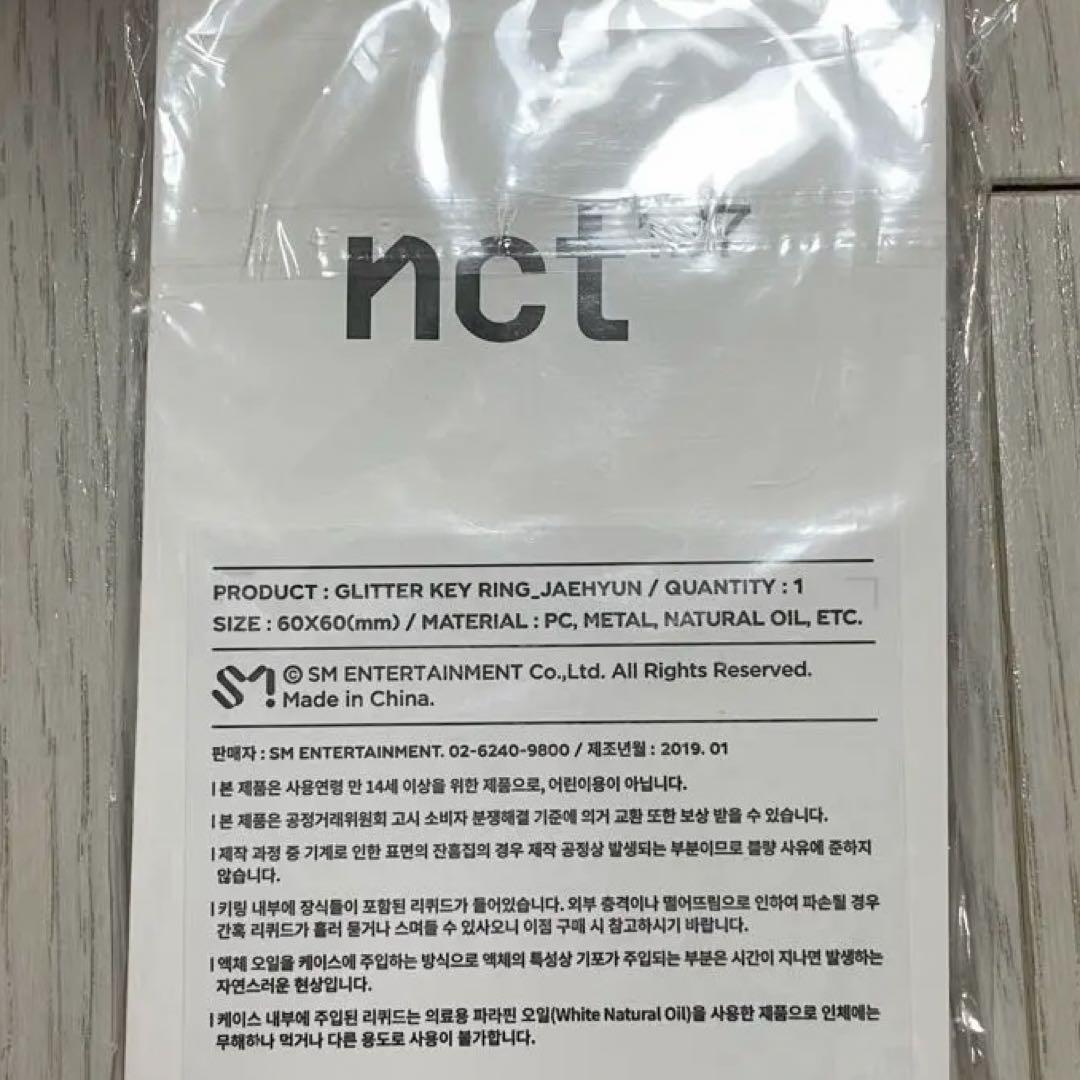 nct 127
PRODUCT : GLITTER KEY RING_JAEHYUN / QUANTITY : 1
SIZE : 60X60(mm) / MATERIAL : PC, METAL, NATURAL OIL, ETC.
SM ⓒ SM ENTERTAINMENT Co.,Ltd. All Rights Reserved.
Made in China.
판매자 : SM ENTERTAINMENT. 02-6240-9800 / 제조년월 : 2019. 01
| 본 제품은 사용연령 만 14세 이상을 위한 제품으로, 어린이용이 아닙니다.
| 본 제품은 공정거래위원회 고시 소비자 분쟁해결 기준에 의거 교환 또한 보상 받을 수 있습니다.
| 제작 과정 중 기계로 인한 표면의 잔흠집의 경우 제작 공정상 발생되는 부분이므로 불량 사유에 준하지
않습니다.
| 키링 내부에 장식들이 포함된 리퀴드가 들어있습니다. 외부 충격이나 떨어뜨림으로 인하여 파손될 경우
간혹 리퀴드가 흘러 묻거나 스며들 수 있사오니 이점 구매 시 참고하시기 바랍니다.
| 액체 오일을 케이스에 주입하는 방식으로 액체의 특성상 기포가 주입되는 부분은 시간이 지나면 발생하는
자연스러운 현상입니다.
| 케이스 내부에 주입된 리퀴드는 의료용 파라핀 오일(White Natural Oil)을 사용한 제품으로 인체에는
무해하나 먹거나 다른 용도로 사용이 불가합니다.